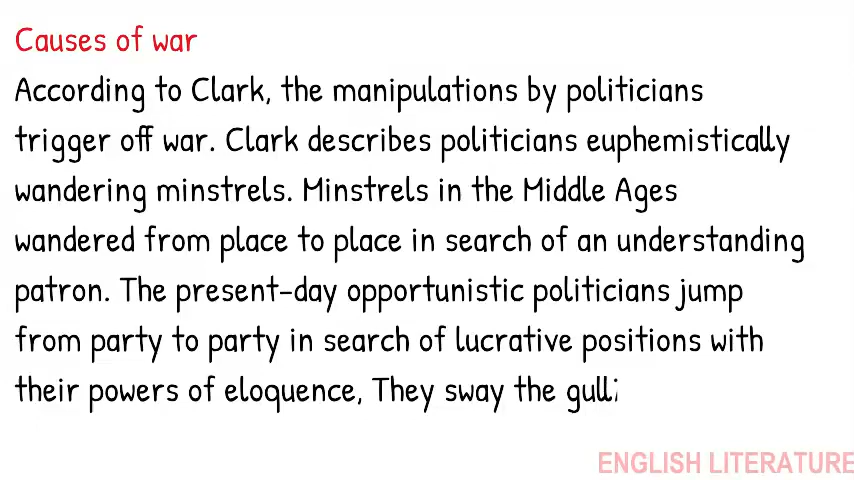 Causes of war
According to Clark, the manipulations by politicians
trigger off war. Clark describes politicians euphemistically
wandering minstrels. Minstrels in the Middle Ages
wandered from place to place in search of an understanding
patron. The present-day opportunistic politicians jump
from party to party in search of lucrative positions with
their powers of eloquence, They sway the gulli
ENGLISH LITERATURE